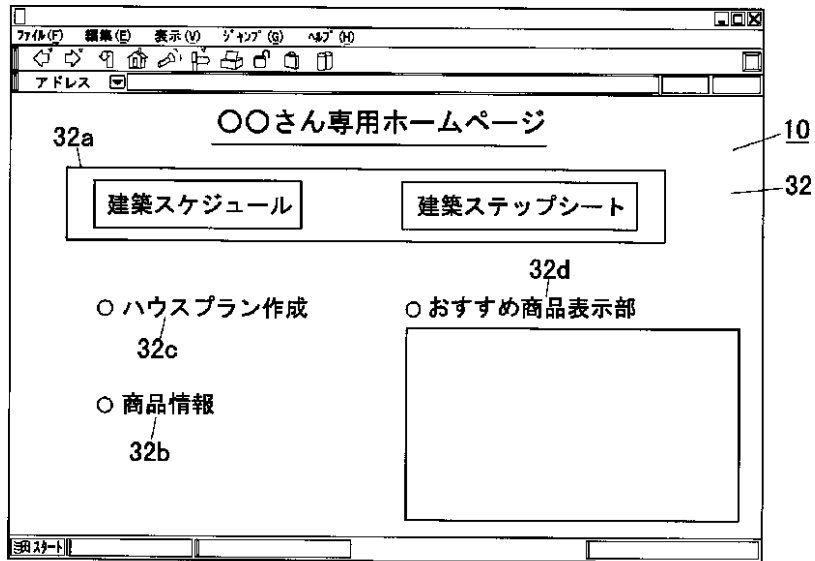 ファイル(F) 編集(E) 表示(V) ジャンプ(G) ヘルプ(H)
アドレス
○○さん専用ホームページ
10
32a
32
建築スケジュール 建築ステップシート
32d
○ ハウスプラン作成 ○ おすすめ商品表示部
32c
○ 商品情報
32b
スタート